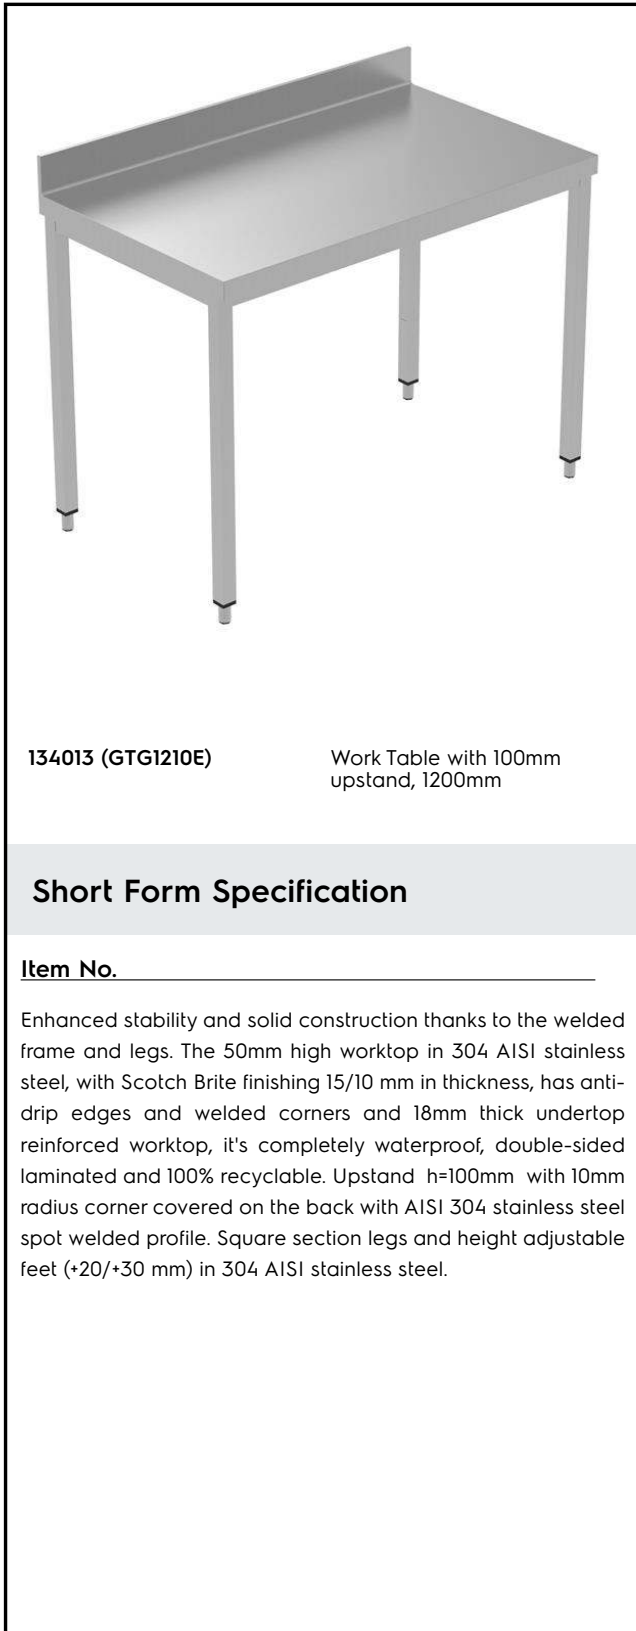 134013 (GTG1210E)
Work Table with 100mm
upstand, 1200mm
Short Form Specification
Item No.
Enhanced stability and solid construction thanks to the welded
frame and legs. The 50mm high worktop in 304 AISI stainless
steel, with Scotch Brite finishing 15/10 mm in thickness, has anti-
drip edges and welded corners and 18mm thick undertop
reinforced worktop, it's completely waterproof, double-sided
laminated and 100% recyclable. Upstand h=100mm with 10mm
radius corner covered on the back with AISI 304 stainless steel
spot welded profile. Square section legs and height adjustable
feet (+20/+30 mm) in 304 AISI stainless steel.